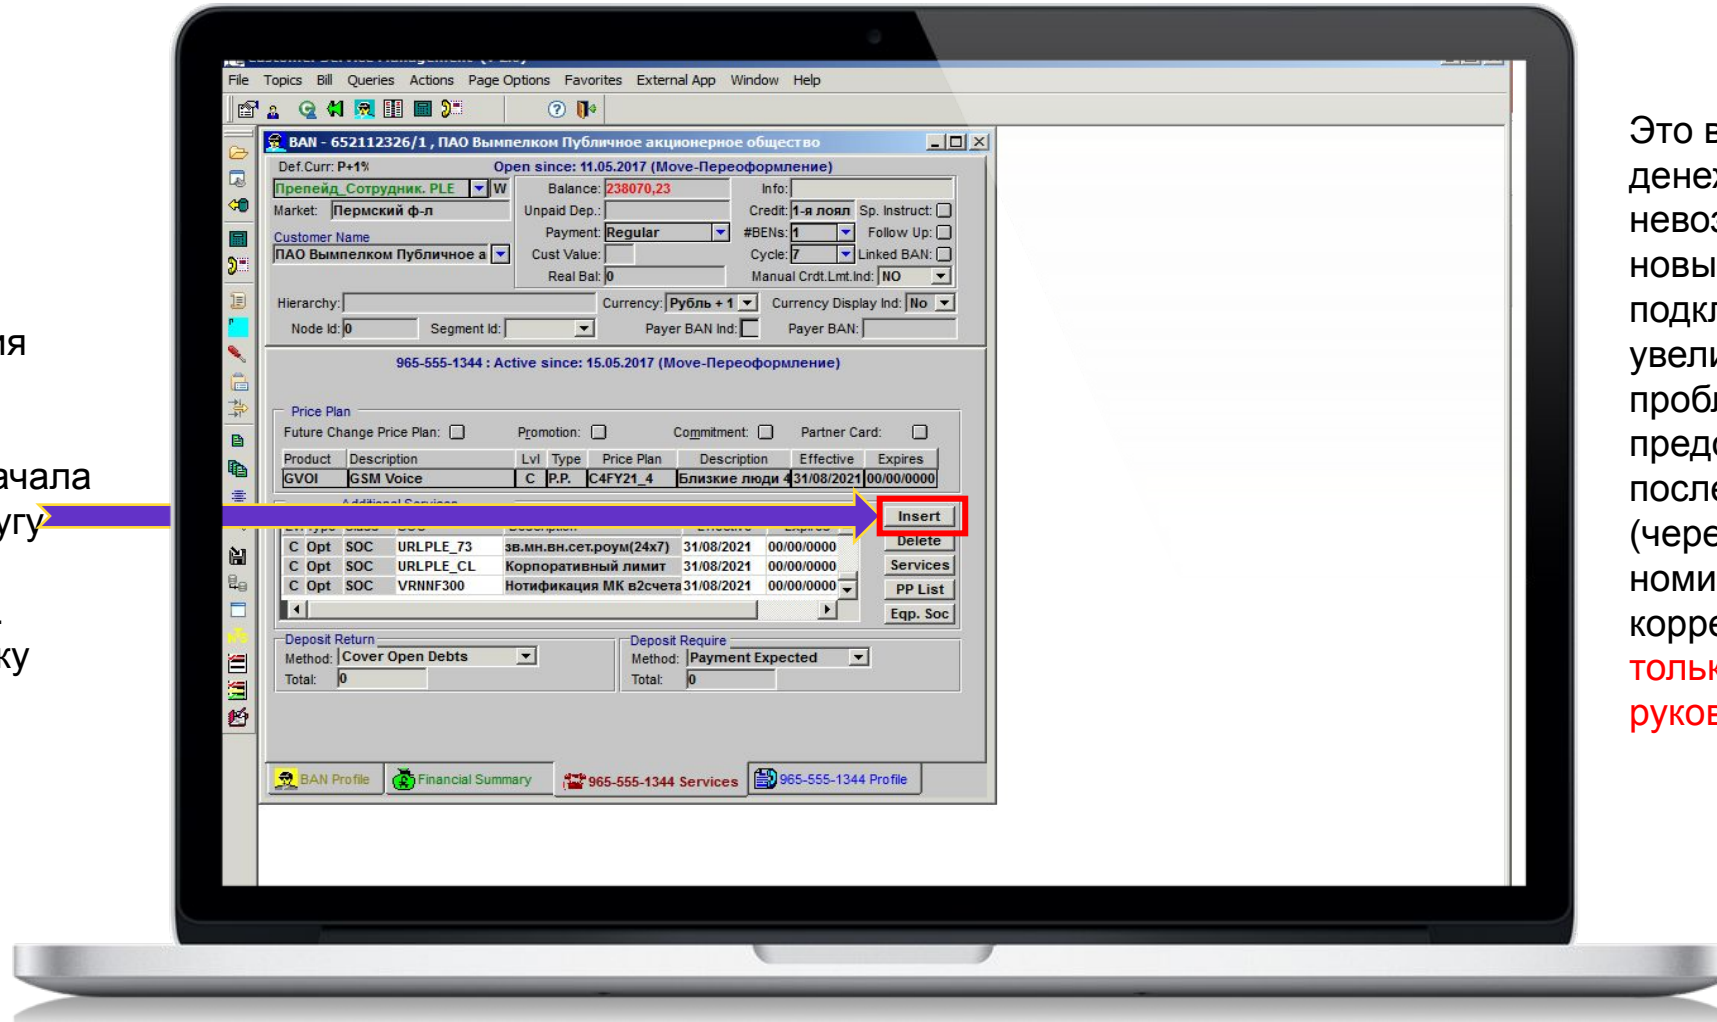 ия
ачала
угу
ку
File Topics Bill Queries Actions Page Options Favorites External App Window Help
BAN - 652112326/1 , ПАО Вымпелком Публичное акционерное общество
Def.Curr: P+1% Open since: 11.05.2017 (Move-Переоформление)
Препейд_Сотрудник. PLE W Balance: 238070,23 Info:
Market: Пермский ф-л Unpaid Dep.: Credit: 1-я лоял Sp. Instruct:
Customer Name Payment: Regular #BENs: 1 Follow Up:
ПАО Вымпелком Публичное а Cust Value: Cycle: 7 Linked BAN:
Real Bal: 0 Manual Crdt.Lmt.Ind: NO
Hierarchy: Currency: Рубль + 1 Currency Display Ind: No
Node Id: 0 Segment Id: Payer BAN Ind: Payer BAN:
965-555-1344 : Active since: 15.05.2017 (Move-Переоформление)
Price Plan
Future Change Price Plan: Promotion: Commitment: Partner Card:
Product Description Lvl Type Price Plan Description Effective Expires
GVOI GSM Voice C P.P. C4FY21_4 Близкие люди 4 31/08/2021 00/00/0000
Additional Services
Insert
C Opt SOC URLPLE_73 зв.мн.вн.сет.роум(24x7) 31/08/2021 00/00/0000 Delete
C Opt SOC URLPLE_CL Корпоративный лимит 31/08/2021 00/00/0000 Services
C Opt SOC VRNNF300 Нотификация МК в2счета 31/08/2021 00/00/0000 PP List
Eqp. Soc
Deposit Return Deposit Require
Method: Cover Open Debts Method: Payment Expected
Total: 0 Total: 0
BAN Profile Financial Summary 965-555-1344 Services 965-555-1344 Profile
Это в
денеж
невоз
новы
подкл
увели
пробл
предо
после
(чере
номи
корре
тольк
руков